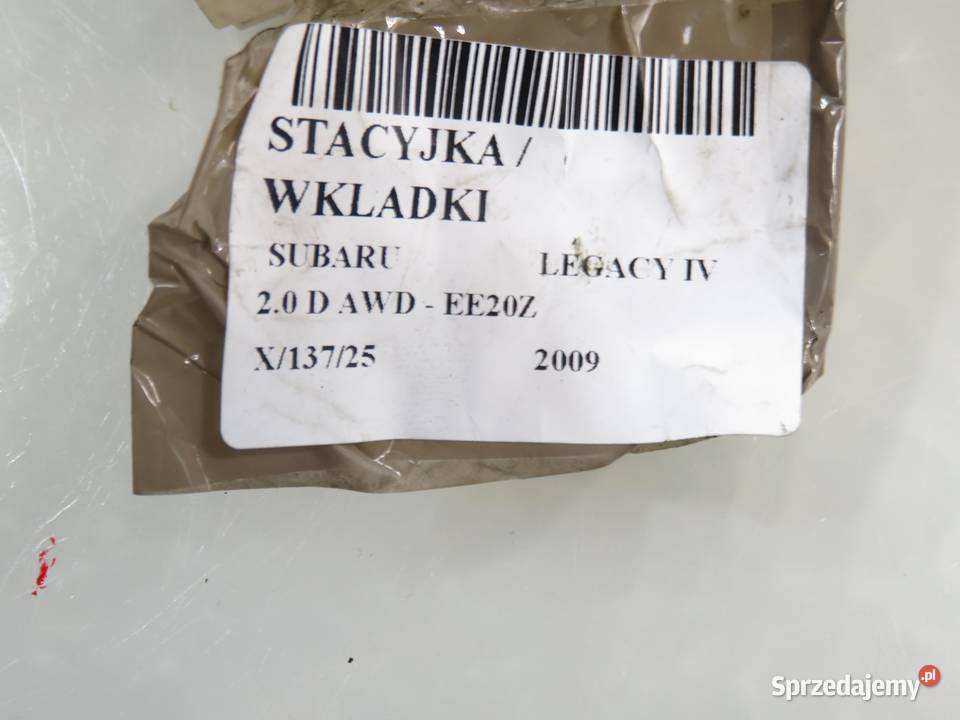 STACYJKA /
WKLADKI
SUBARU LEGACY IV
2.0 D AWD - EE20Z
X/137/25 2009
Sprzedajemy.pl